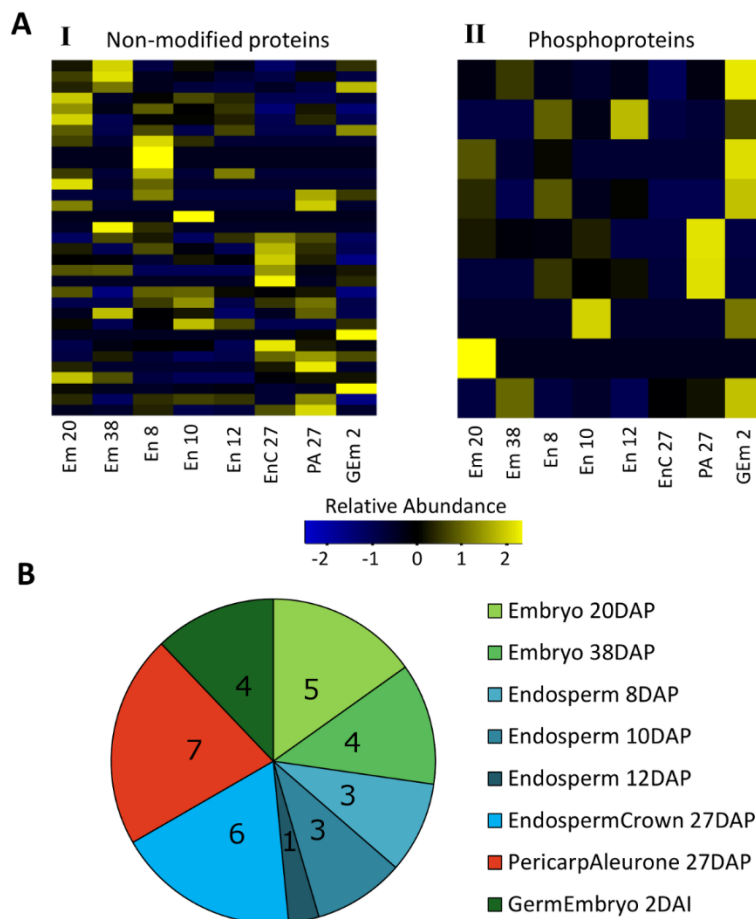 A
I Non-modified proteins
II Phosphoproteins
Em 20
Em 38
En 8
En 10
En 12
EnC 27
PA 27
GEm 2
Em 20
Em 38
En 8
En 10
En 12
EnC 27
PA 27
GEm 2
Relative Abundance
-2 -1 0 1 2
B
5
4
3
3
1
6
7
4
Embryo 20DAP
Embryo 38DAP
Endosperm 8DAP
Endosperm 10DAP
Endosperm 12DAP
EndospermCrown 27DAP
PericarpAleurone 27DAP
GermEmbryo 2DAI